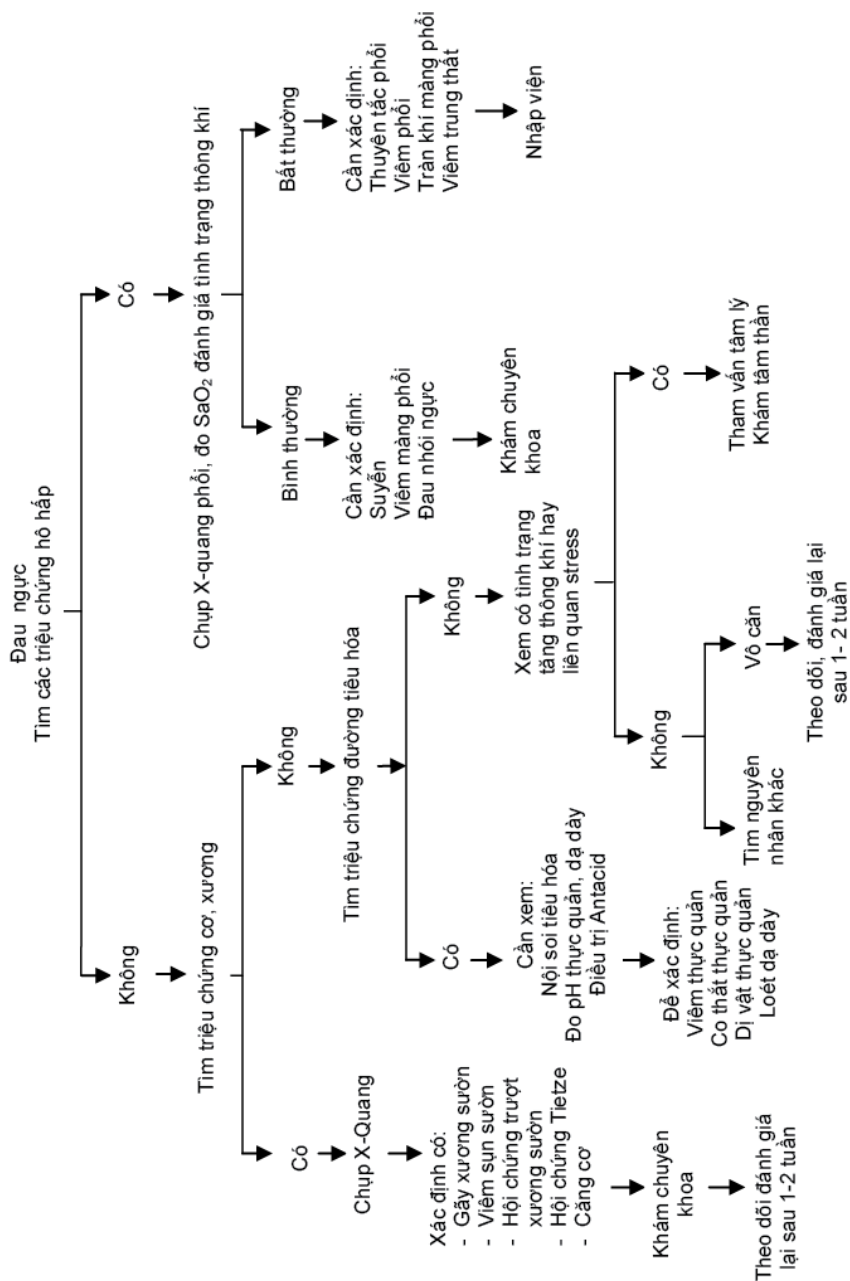 Đau ngực
Tìm các triệu chứng hô hấp
Không
Có
Tìm triệu chứng cơ, xương
Chụp X-quang phổi, đo SaO₂ đánh giá tình trạng thông khí
Có
Không
Bình thường
Bất thường
Chụp X-Quang
Tìm triệu chứng đường tiêu hóa
Cần xác định:
Suyễn
Viêm màng phổi
Đau nhói ngực
Cần xác định:
Thuyên tắc phổi
Viêm phổi
Tràn khí màng phổi
Viêm trung thất
Xác định có:
- Gãy xương sườn
- Viêm sụn sườn
- Hội chứng trượt
xương sườn
- Hội chứng Tietze
- Căng cơ
Có
Không
Khám chuyên
khoa
Nhập viện
Cần xem:
Nội soi tiêu hóa
Đo pH thực quản, dạ dày
Điều trị Antacid
Xem có tình trạng
tăng thông khí hay
liên quan stress
Khám chuyên
khoa
Để xác định:
Viêm thực quản
Co thắt thực quản
Dị vật thực quản
Loét dạ dày
Không
Có
Theo dõi đánh giá
lại sau 1-2 tuần
Tìm nguyên
nhân khác
Vô căn
Tham vấn tâm lý
Khám tâm thần
Theo dõi, đánh giá lại
sau 1- 2 tuần